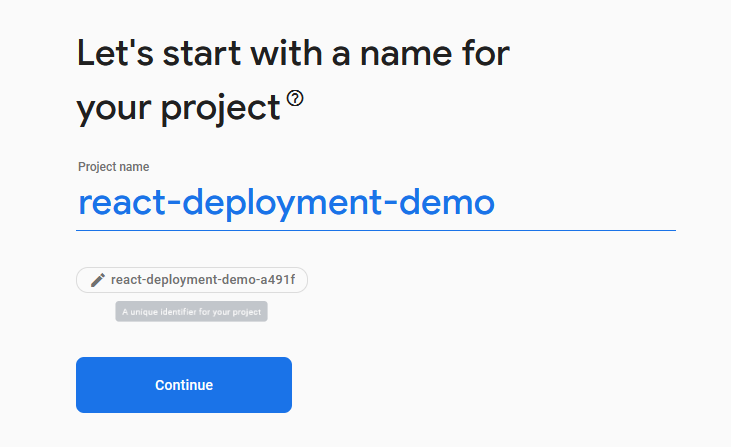 Let's start with a name for
your project
Project name
react-deployment-demo
react-deployment-demo-a491f
A unique identifier for your project
Continue